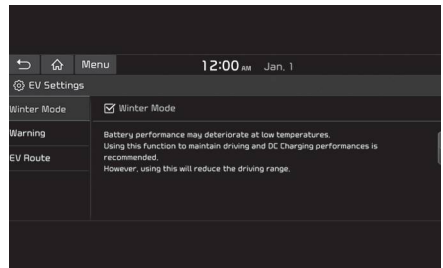 Menu 12:00 AM Jan. 1
EV Settings
Winter Mode
Warning
EV Route
Winter Mode
Battery performance may deteriorate at low temperatures.
Using this function to maintain driving and DC Charging performances is
recommended.
However, using this will reduce the driving range.